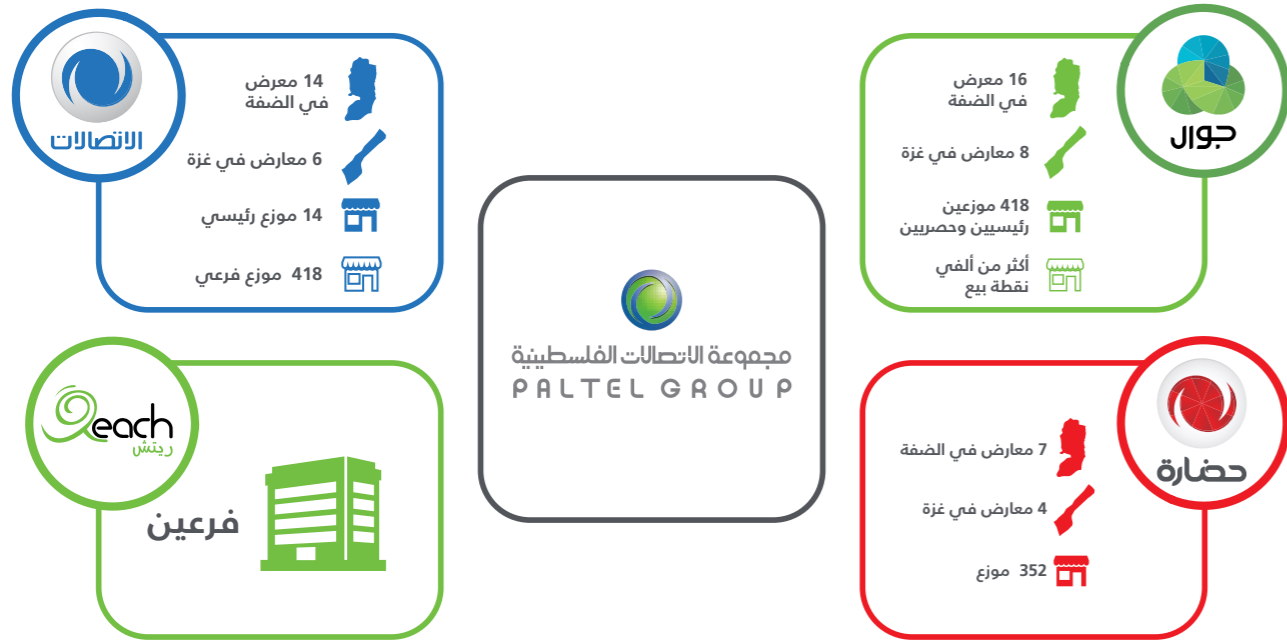 جوال
16 معرض
في الضفة
8 معارض في غزة
418 موزعين
رئيسيين وحصريين
أكثر من ألفي
نقطة بيع
الاتصالات
14 معرض
في الضفة
6 معارض في غزة
14 موزع رئيسي
418 موزع فرعي
مجموعة الاتصالات الفلسطينية
PALTEL GROUP
حضارة
7 معارض في الضفة
4 معارض في غزة
352 موزع
Reach
ريتش
فرعين